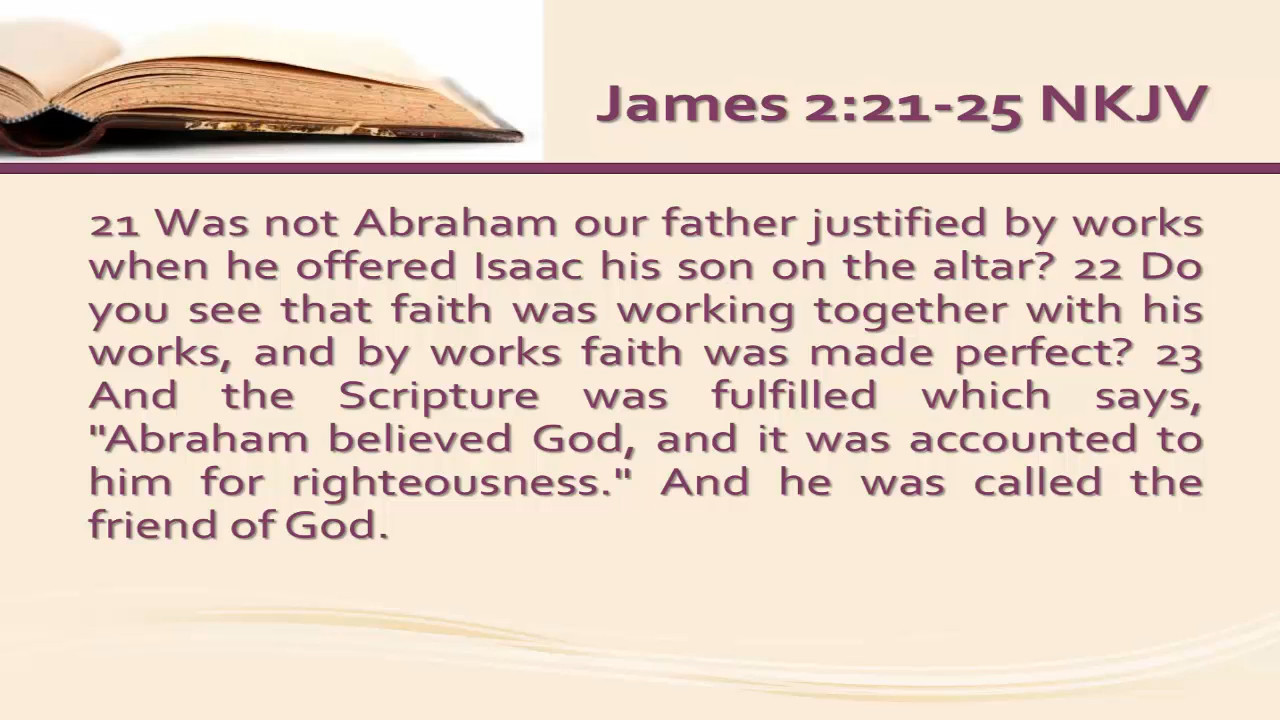 James 2:21-25 NKJV
21 Was not Abraham our father justified by works
when he offered Isaac his son on the altar? 22 Do
you see that faith was working together with his
works, and by works faith was made perfect? 23
And the Scripture was fulfilled which says,
"Abraham believed God, and it was accounted to
him for righteousness." And he was called the
friend of God.